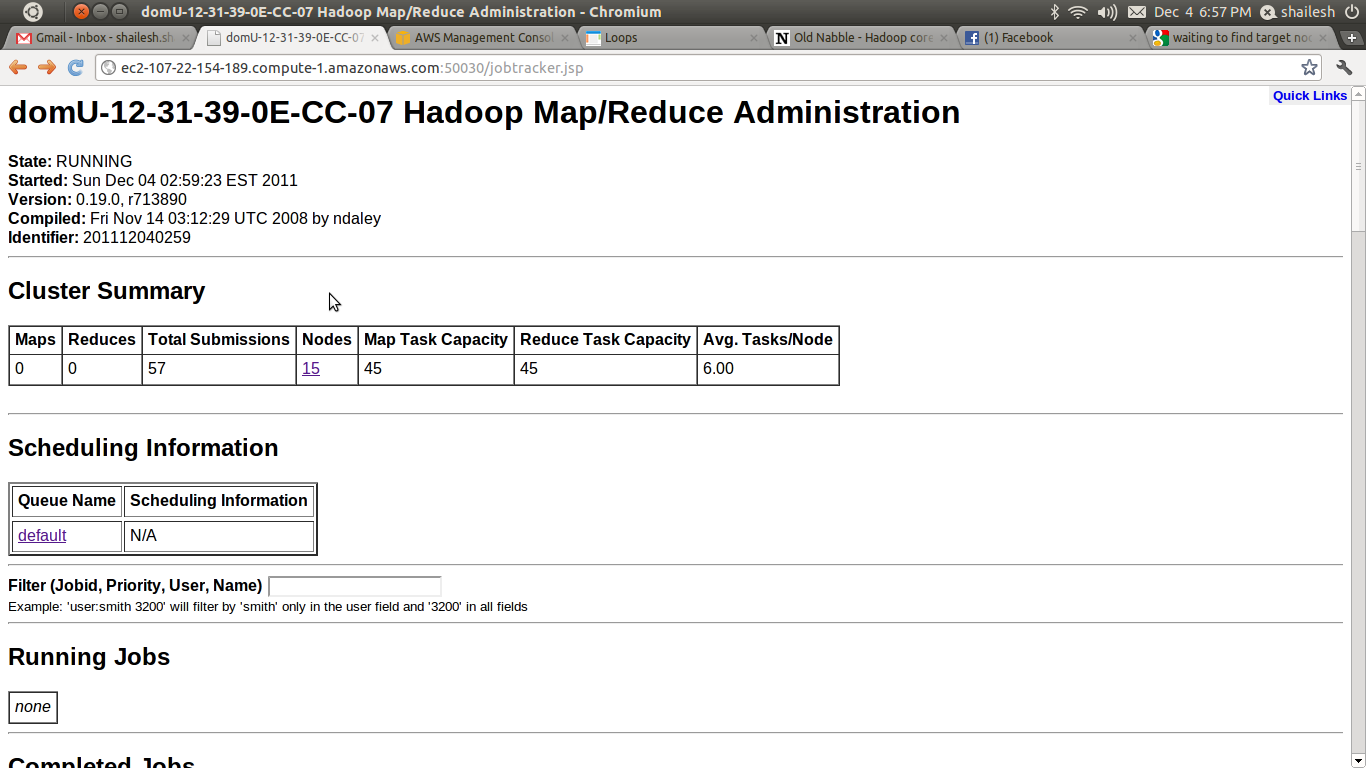 domU-12-31-39-0E-CC-07 Hadoop Map/Reduce Administration - Chromium
Dec 4 6:57 PM shailesh
Gmail - Inbox - shailesh.sh
domU-12-31-39-0E-CC-07
AWS Management Consol
Loops
Old Nabble - Hadoop core
(1) Facebook
waiting to find target no
ec2-107-22-154-189.compute-1.amazonaws.com:50030/jobtracker.jsp
Quick Links
domU-12-31-39-0E-CC-07 Hadoop Map/Reduce Administration
State: RUNNING
Started: Sun Dec 04 02:59:23 EST 2011
Version: 0.19.0, r713890
Compiled: Fri Nov 14 03:12:29 UTC 2008 by ndaley
Identifier: 201112040259
Cluster Summary
Maps Reduces Total Submissions Nodes Map Task Capacity Reduce Task Capacity Avg. Tasks/Node
0 0 57 15 45 45 6.00
Scheduling Information
Queue Name Scheduling Information
default N/A
Filter (Jobid, Priority, User, Name)
Example: 'user:smith 3200' will filter by 'smith' only in the user field and '3200' in all fields
Running Jobs
none
Completed Jobs